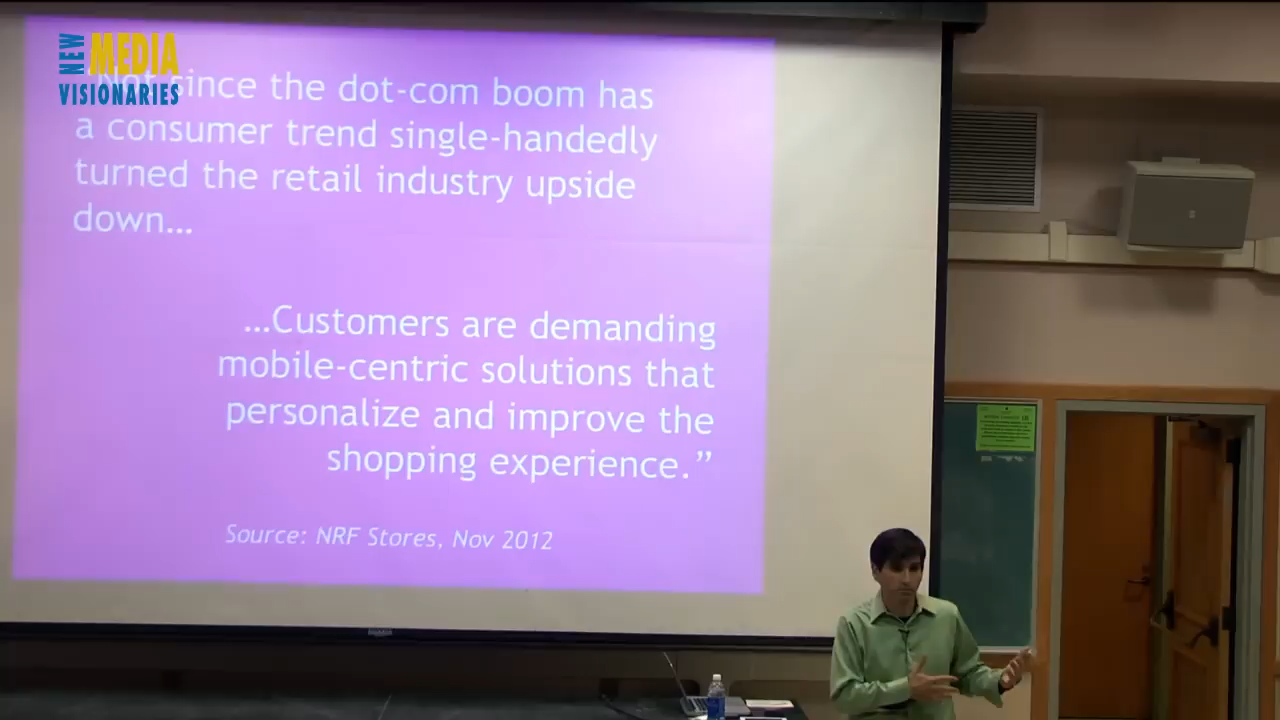 NEW MEDIA
VISIONARIES
Not since the dot-com boom has
a consumer trend single-handedly
turned the retail industry upside
down…
…Customers are demanding
mobile-centric solutions that
personalize and improve the
shopping experience.”
Source: NRF Stores, Nov 2012